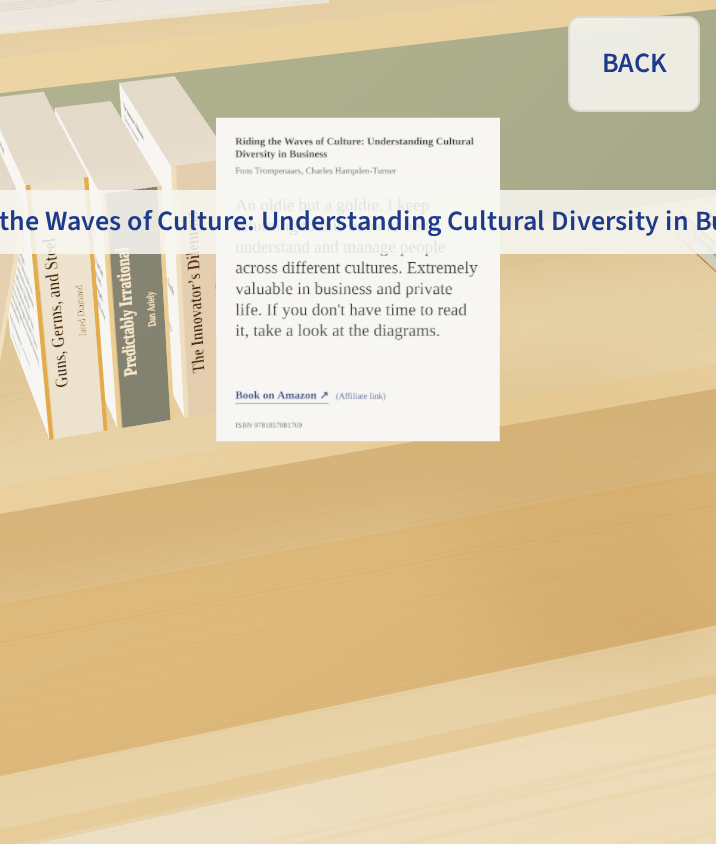 BACK
Riding the Waves of Culture: Understanding Cultural
Diversity in Business
Fons Trompenaars, Charles Hampden-Turner
An oldie but a goldie. I keep
the Waves of Culture: Understanding Cultural Diversity in Bu
understand and manage people
across different cultures. Extremely
valuable in business and private
life. If you don't have time to read
it, take a look at the diagrams.
Book on Amazon ↗ (Affiliate link)
ISBN 9781857881769
Guns, Germs, and Steel
Jared Diamond
Predictably Irrational
Dan Ariely
The Innovator's Dilem